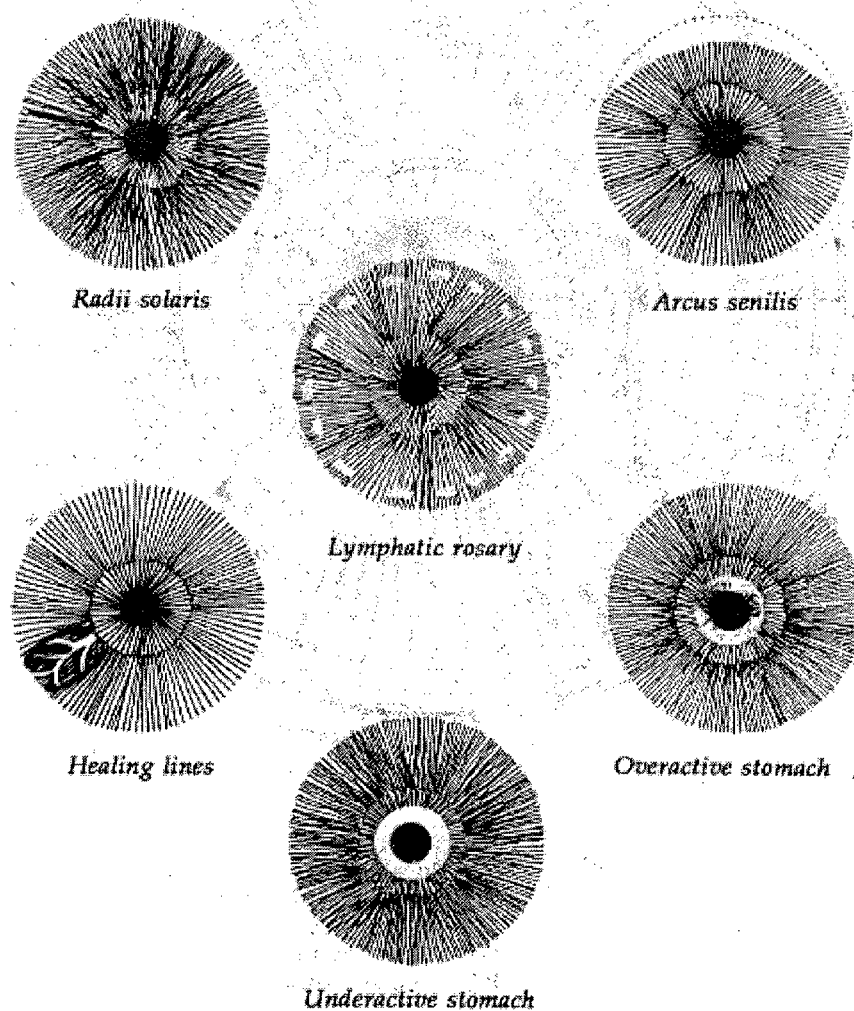 Radii solaris
Arcus senilis
Lymphatic rosary
Healing lines
Overactive stomach
Underactive stomach